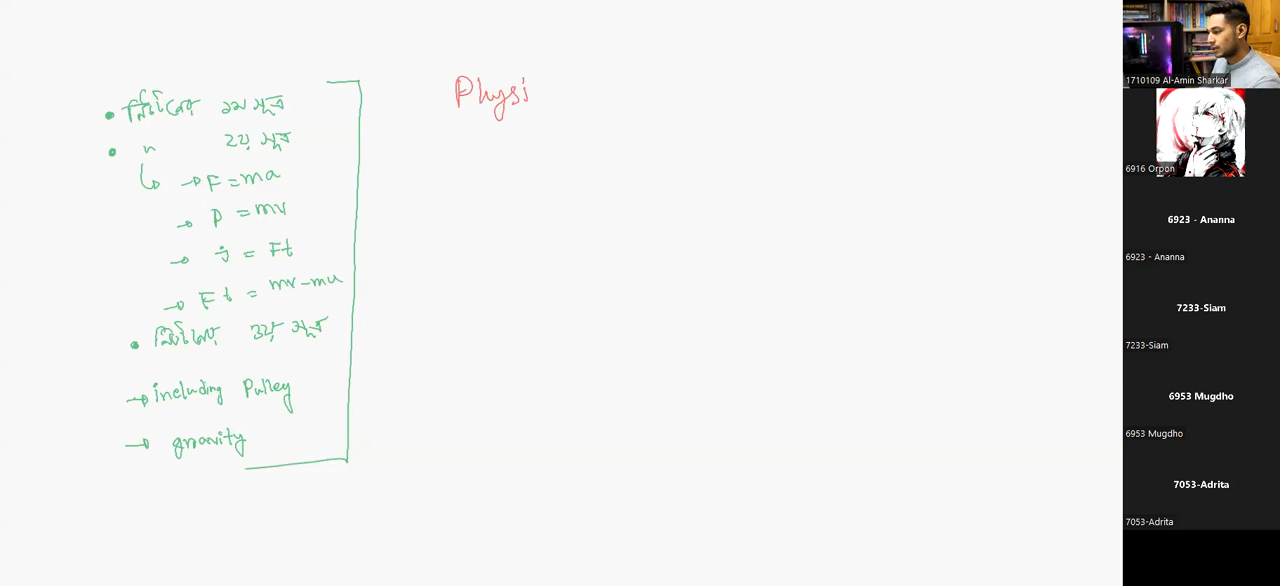 • নিউটনের ১ম সূত্র
• " ২য় সূত্র
↳ → F = ma
→ P = mv
→ j = Ft
→ Ft = mv - mu
• নিউটনের ৩য় সূত্র
→ including Pulley
→ gravity
Physi
1710109 Al-Amin Sharkar
6916 Orpon
6923 - Ananna
6923 - Ananna
7233-Siam
7233-Siam
6953 Mugdho
6953 Mugdho
7053-Adrita
7053-Adrita